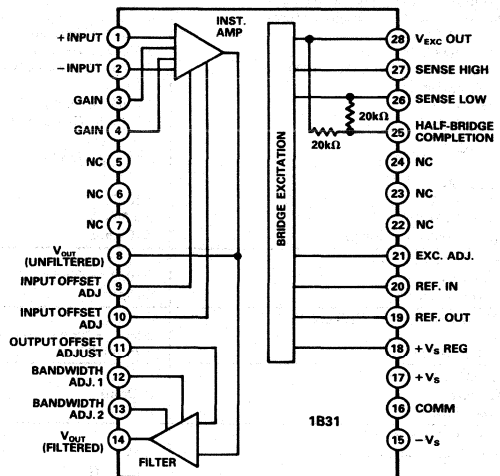 INST.
AMP
+INPUT 1
-INPUT 2
GAIN 3
GAIN 4
NC 5
NC 6
NC 7
VOUT 8
(UNFILTERED)
INPUT OFFSET 9
ADJ
INPUT OFFSET 10
ADJ
OUTPUT OFFSET 11
ADJUST
BANDWIDTH 12
ADJ. 1
BANDWIDTH 13
ADJ. 2
VOUT 14
(FILTERED)
FILTER
BRIDGE EXCITATION
20kΩ
20kΩ
28 VEXC OUT
27 SENSE HIGH
26 SENSE LOW
25 HALF-BRIDGE
COMPLETION
24 NC
23 NC
22 NC
21 EXC. ADJ.
20 REF. IN
19 REF. OUT
18 +VS REG
17 +VS
16 COMM
15 -VS
1B31